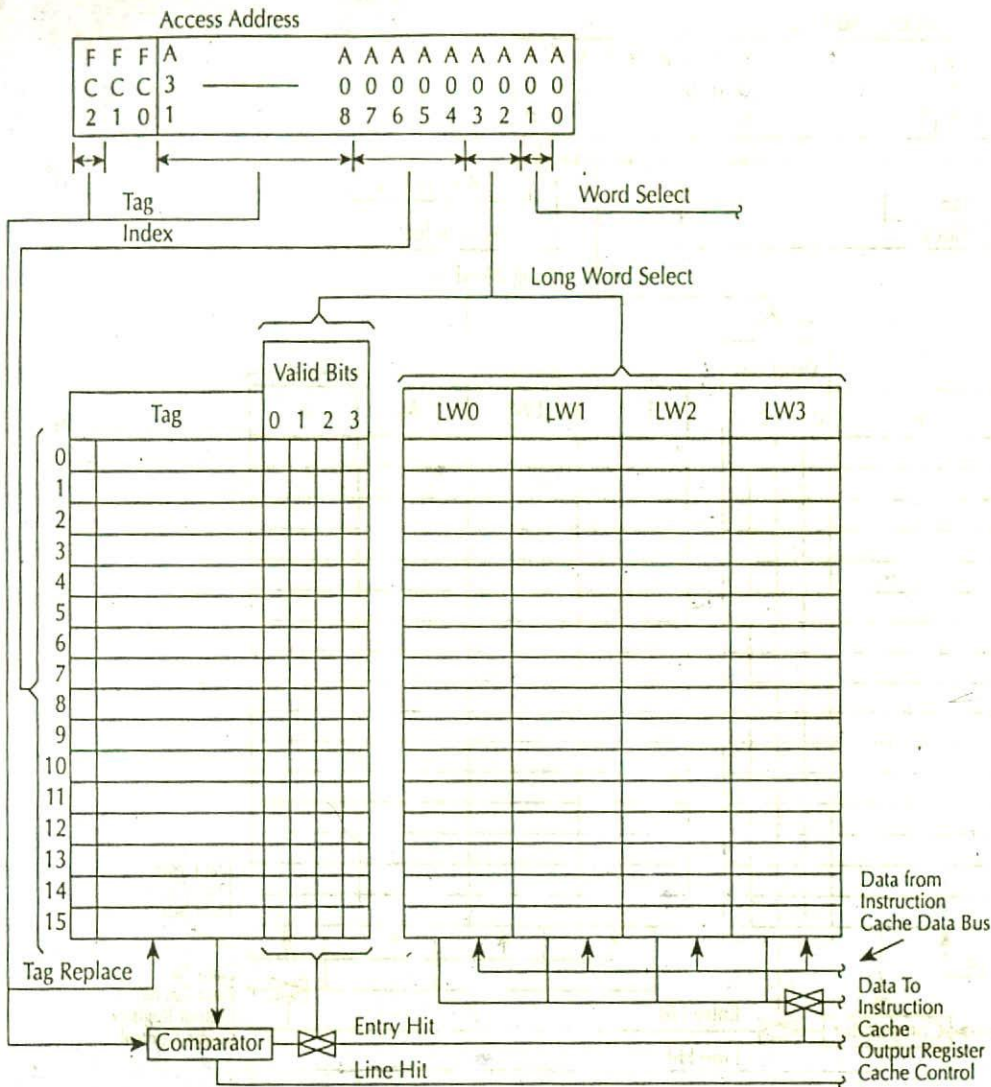 Access Address
F F F A A A A A A A A A A
C C C 3 0 0 0 0 0 0 0 0 0
2 1 0 1 8 7 6 5 4 3 2 1 0
Word Select
Tag
Index
Long Word Select
Valid Bits
Tag
0 1 2 3
LW0 LW1 LW2 LW3
0
1
2
3
4
5
6
7
8
9
10
11
12
13
14
15
Data from
Instruction
Cache Data Bus
Tag Replace
Data To
Instruction
Cache
Output Register
Cache Control
Comparator
Entry Hit
Line Hit